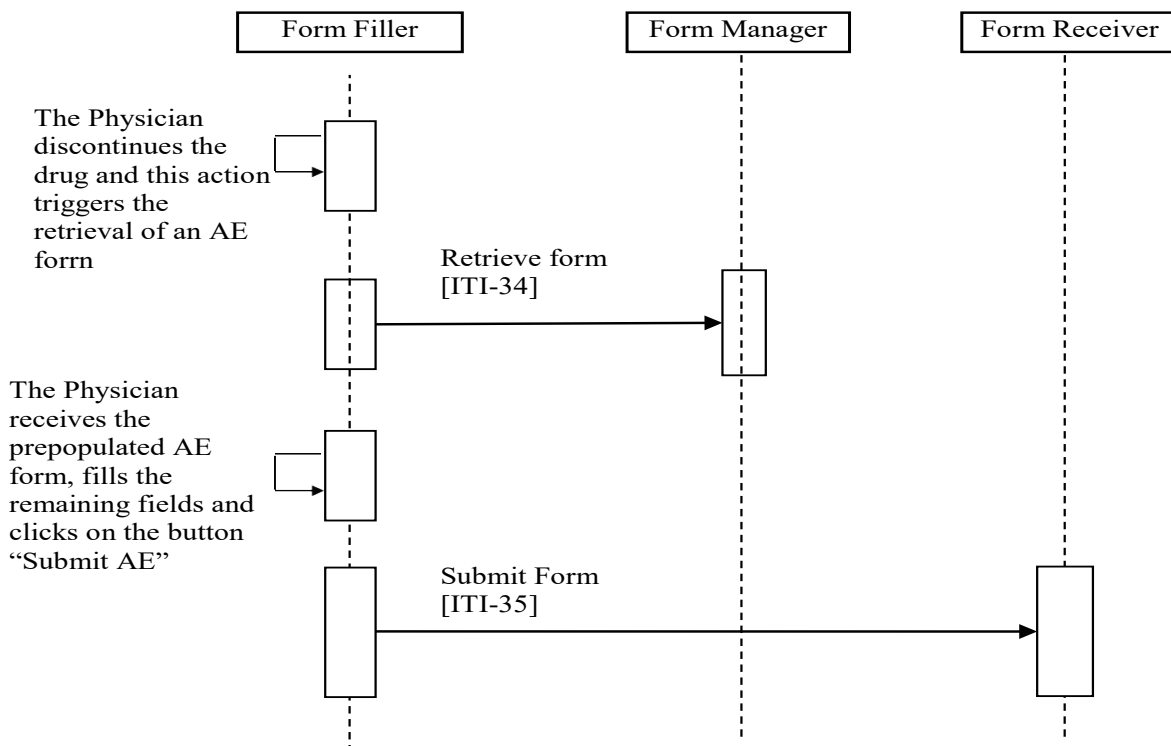 Form Filler
Form Manager
Form Receiver
The Physician
discontinues the
drug and this action
triggers the
retrieval of an AE
forrn
Retrieve form
[ITI-34]
The Physician
receives the
prepopulated AE
form, fills the
remaining fields and
clicks on the button
“Submit AE”
Submit Form
[ITI-35]